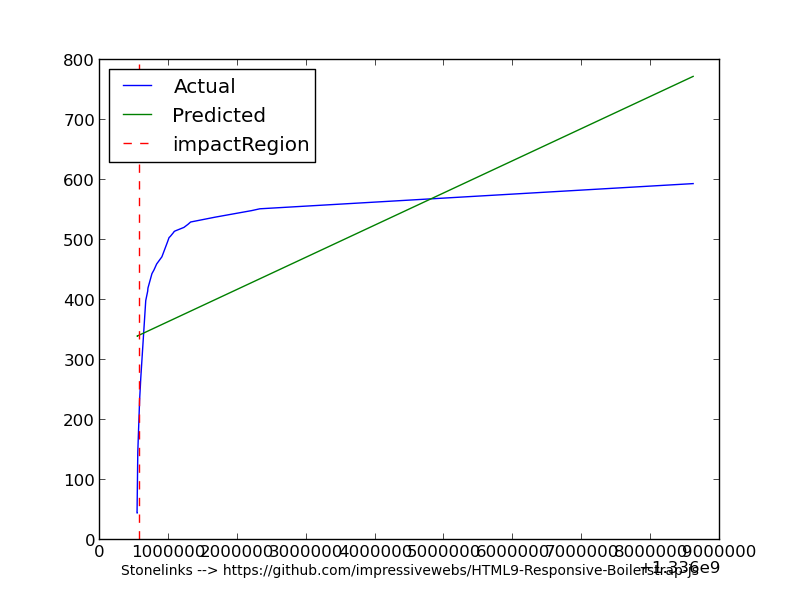 800
700
600
500
400
300
200
100
0
Actual
Predicted
impactRegion
0 1000000 2000000 3000000 4000000 5000000 6000000 7000000 8000000 9000000
+1.336e9
Stonelinks --> https://github.com/impressivewebs/HTML9-Responsive-Boilerstrap-js